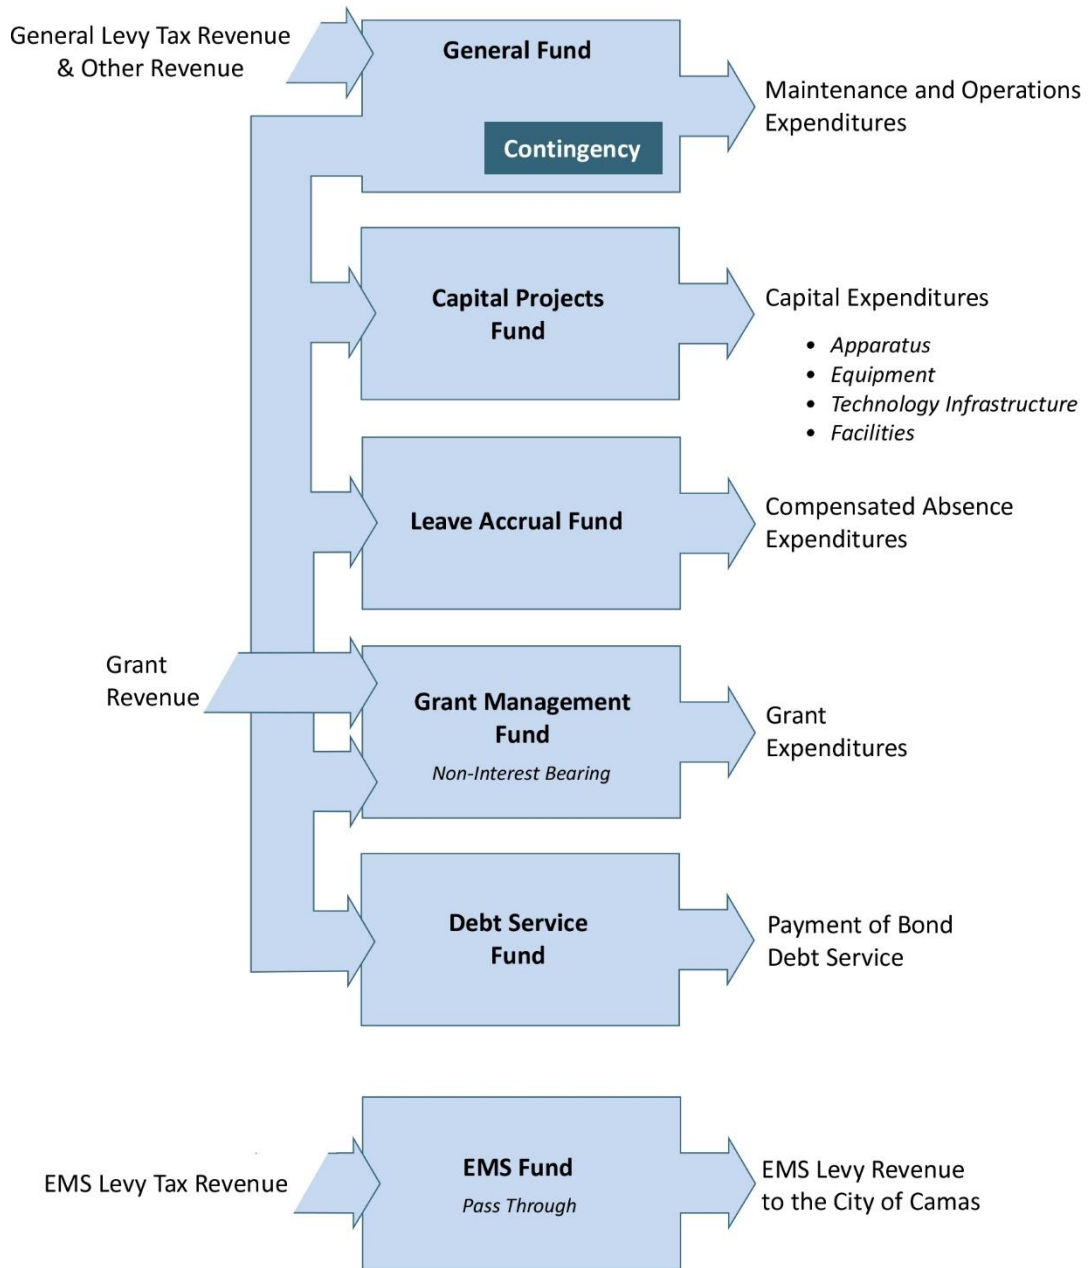 General Levy Tax Revenue
& Other Revenue
General Fund
Contingency
Maintenance and Operations
Expenditures
Capital Projects
Fund
Capital Expenditures
• Apparatus
• Equipment
• Technology Infrastructure
• Facilities
Leave Accrual Fund
Compensated Absence
Expenditures
Grant
Revenue
Grant Management
Fund
Non-Interest Bearing
Grant
Expenditures
Debt Service
Fund
Payment of Bond
Debt Service
EMS Levy Tax Revenue
EMS Fund
Pass Through
EMS Levy Revenue
to the City of Camas